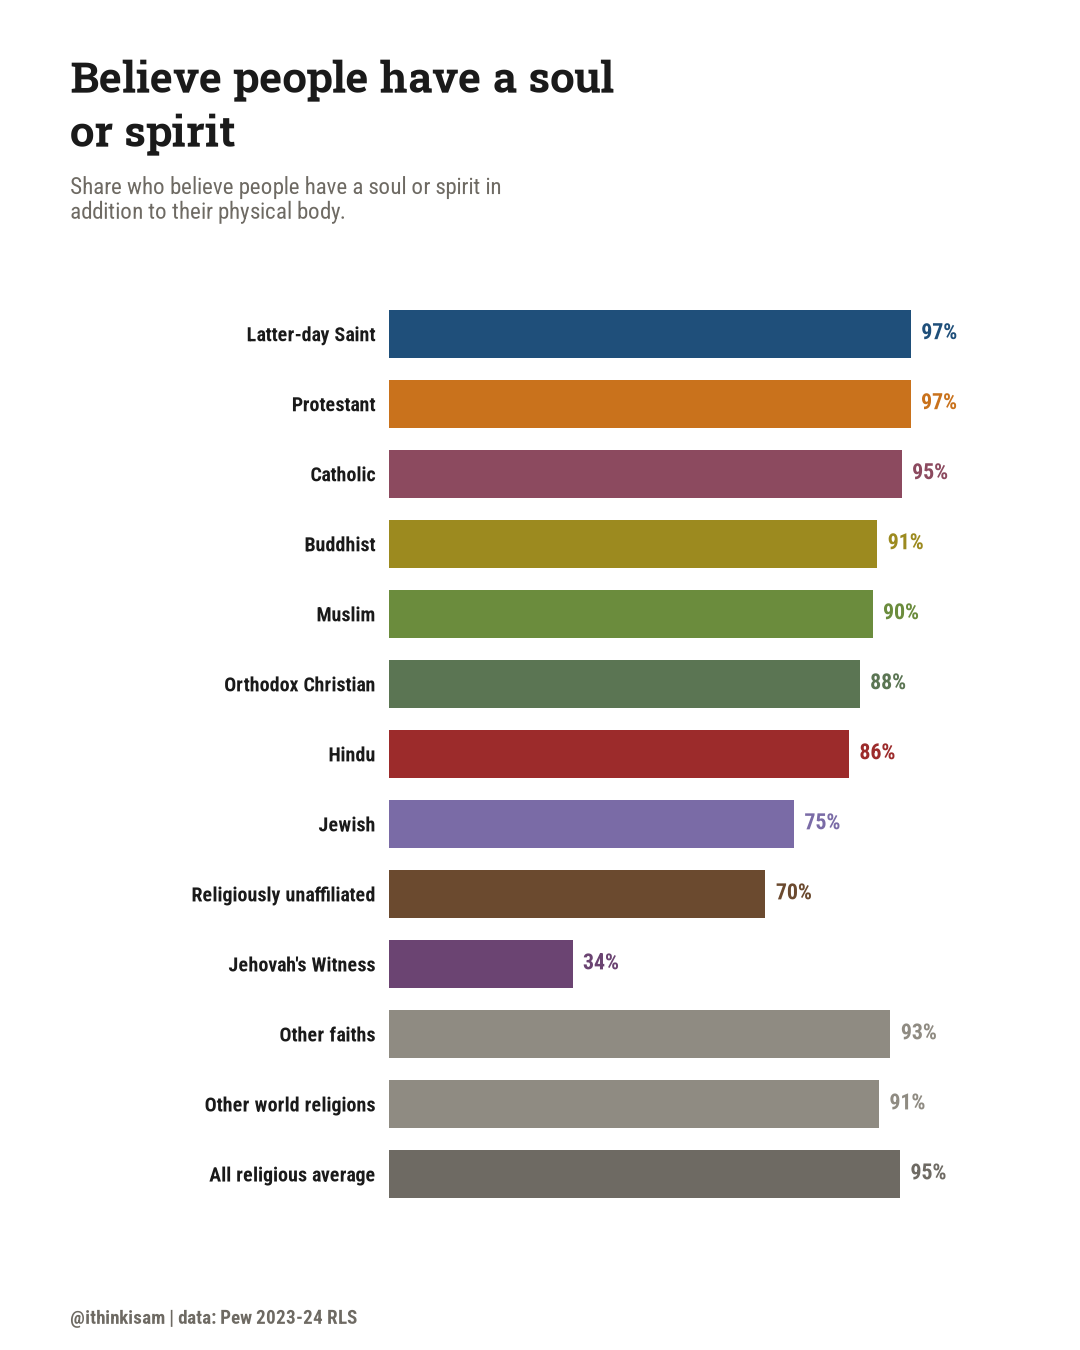 Believe people have a soul
or spirit
Share who believe people have a soul or spirit in
addition to their physical body.
Latter-day Saint 97%
Protestant 97%
Catholic 95%
Buddhist 91%
Muslim 90%
Orthodox Christian 88%
Hindu 86%
Jewish 75%
Religiously unaffiliated 70%
Jehovah's Witness 34%
Other faiths 93%
Other world religions 91%
All religious average 95%
@ithinkisam | data: Pew 2023-24 RLS